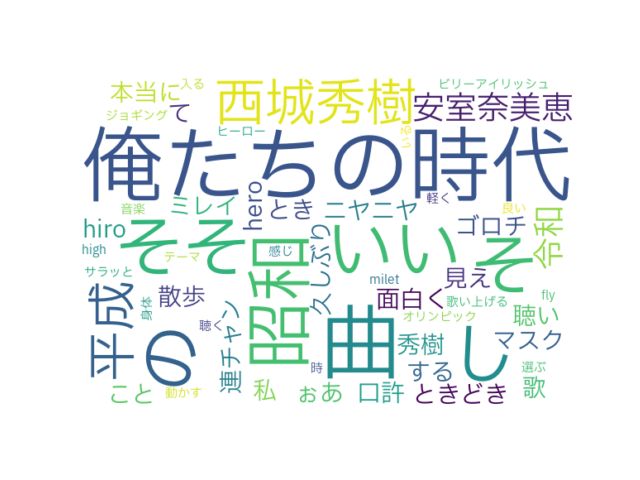 ビリーアイリッシュ
本当に
入る
西城秀樹
安室奈美恵
ジョギング
て
ヒーロー
俺たちの時代
音楽
ミレイ
hero
とき
ニヤニヤ
軽く
良い
hiro
high
そそ
テーマ
感じ
久しぶり
いい
ゴロチ
そ
令和
サラッと
昭和
milet
見え
平成
身体
散歩
面白く
歌い上げる
fly
の
聴く
連チャン
曲
オリンピック
し
聴い
秀樹
マスク
時
する
選ぶ
歌
こと
動かす
私
ぉあ
口許
ときどき